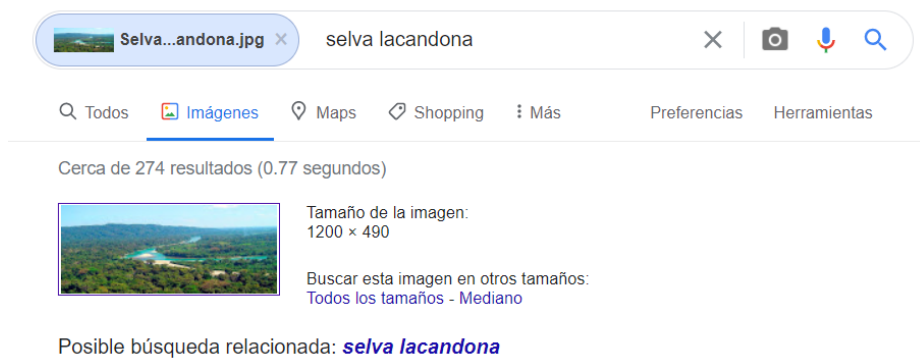 Selva...andona.jpg × selva lacandona
Todos Imágenes Maps Shopping Más Preferencias Herramientas
Cerca de 274 resultados (0.77 segundos)
Tamaño de la imagen:
1200 × 490
Buscar esta imagen en otros tamaños:
Todos los tamaños - Mediano
Posible búsqueda relacionada: selva lacandona